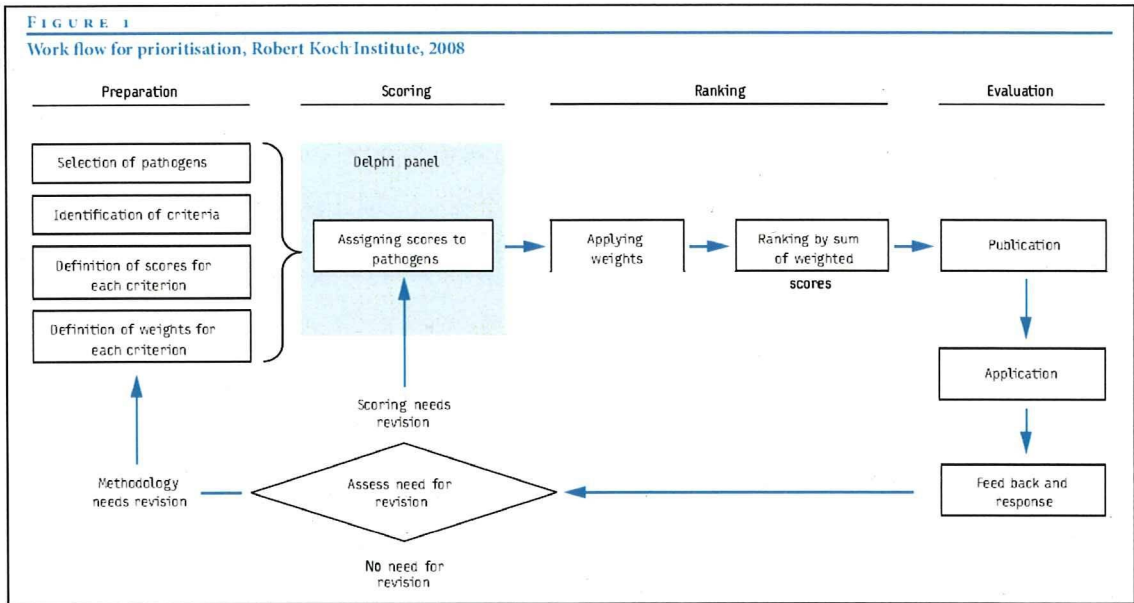 FIGURE 1
Work flow for prioritisation, Robert Koch Institute, 2008
Preparation
Scoring
Ranking
Evaluation
Selection of pathogens
Identification of criteria
Definition of scores for
each criterion
Definition of weights for
each criterion
Delphi panel
Assigning scores to
pathogens
Applying
weights
Ranking by sum
of weighted
scores
Publication
Application
Feed back and
response
Scoring needs
revision
Assess need for
revision
Methodology
needs revision
No need for
revision